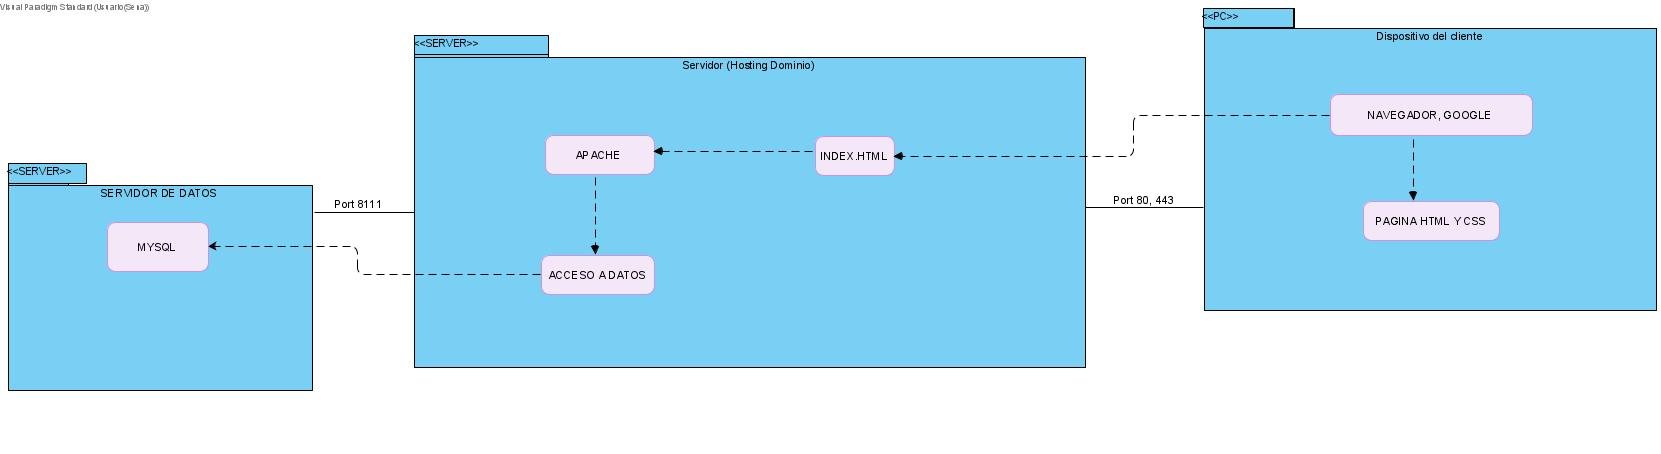 Visual Paradigm Standard (Usuario(Sena))
<<PC>>
Dispositivo del cliente
NAVEGADOR, GOOGLE
PAGINA HTML Y CSS
<<SERVER>>
Servidor (Hosting Dominio)
APACHE
INDEX.HTML
ACCESO A DATOS
Port 80, 443
<<SERVER>>
SERVIDOR DE DATOS
MYSQL
Port 8111